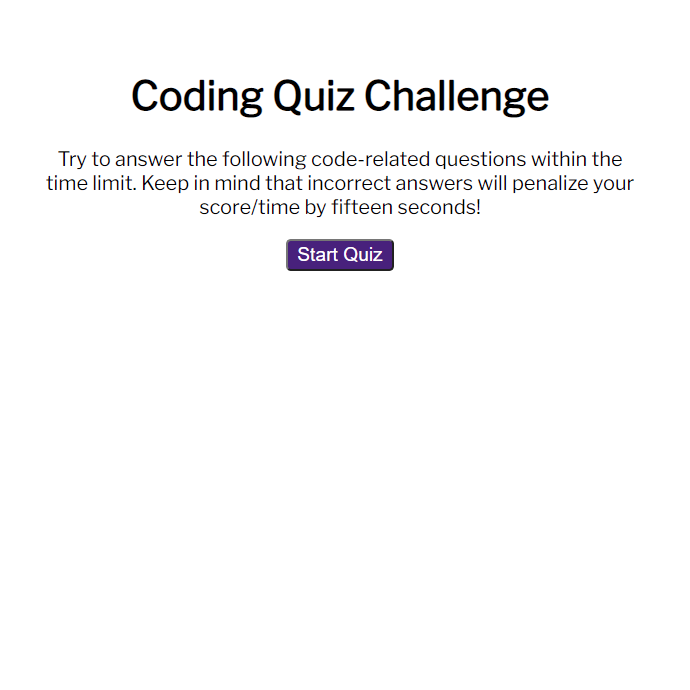 Coding Quiz Challenge
Try to answer the following code-related questions within the
time limit. Keep in mind that incorrect answers will penalize your
score/time by fifteen seconds!
Start Quiz